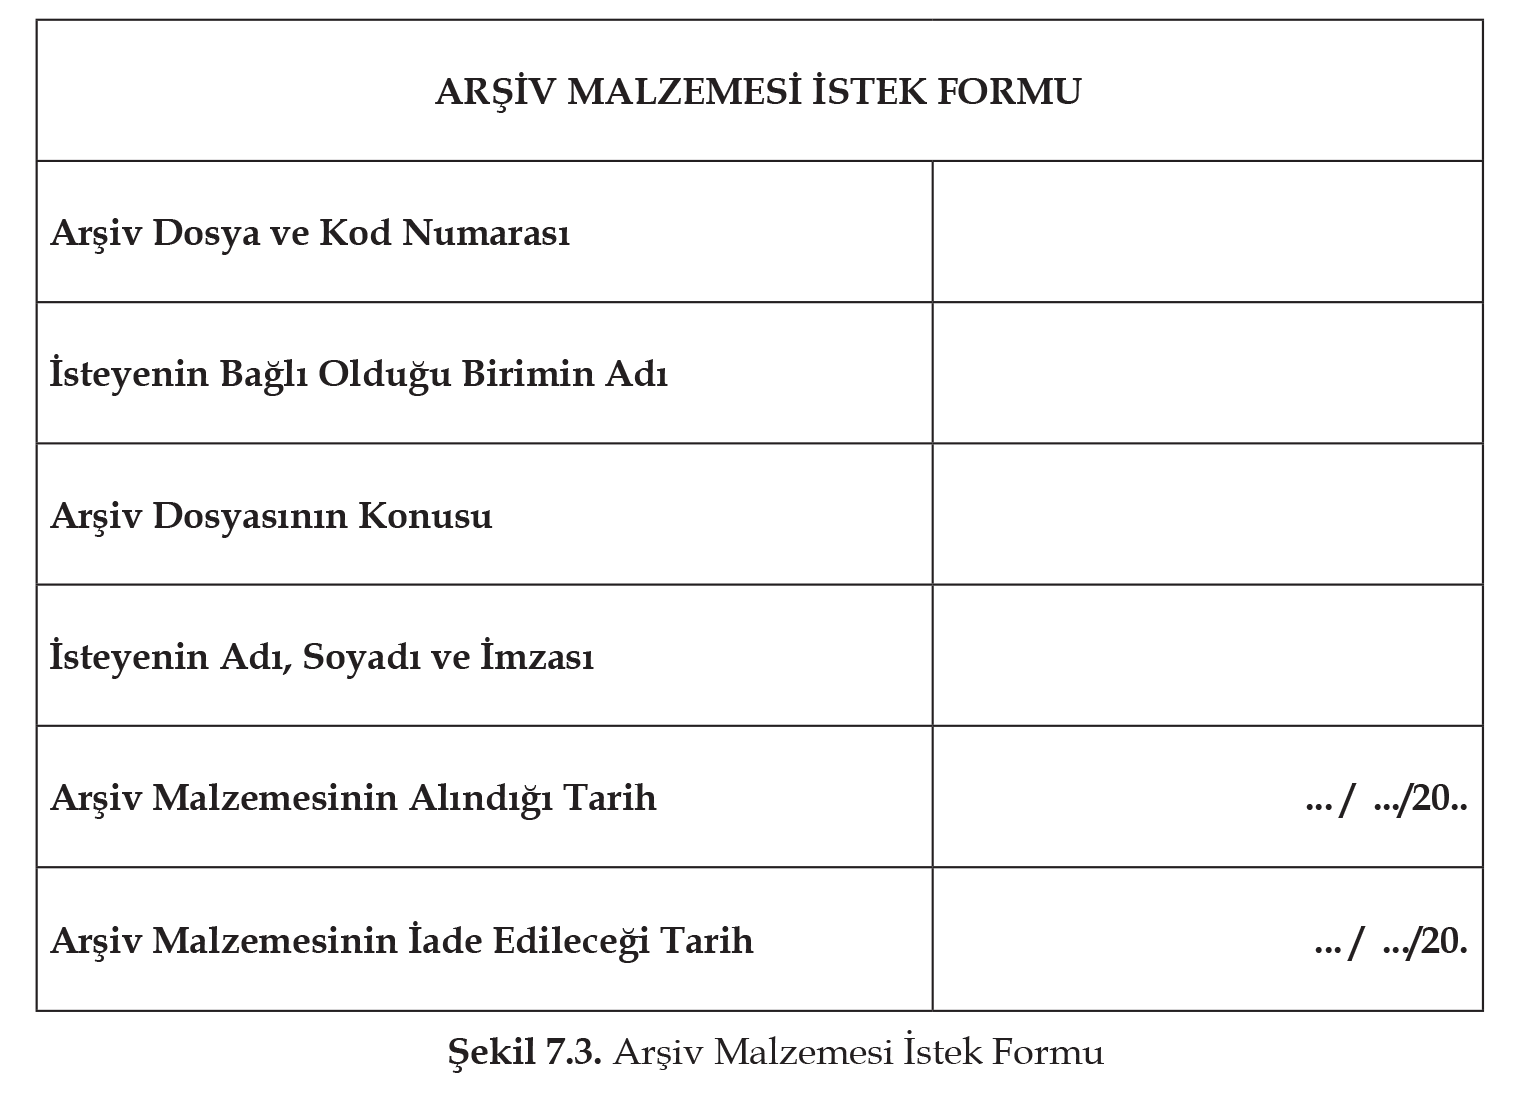 ARŞİV MALZEMESİ İSTEK FORMU
Arşiv Dosya ve Kod Numarası
İsteyenin Bağlı Olduğu Birimin Adı
Arşiv Dosyasının Konusu
İsteyenin Adı, Soyadı ve İmzası
Arşiv Malzemesinin Alındığı Tarih ... / .../20..
Arşiv Malzemesinin İade Edileceği Tarih ... / .../20.
Şekil 7.3. Arşiv Malzemesi İstek Formu